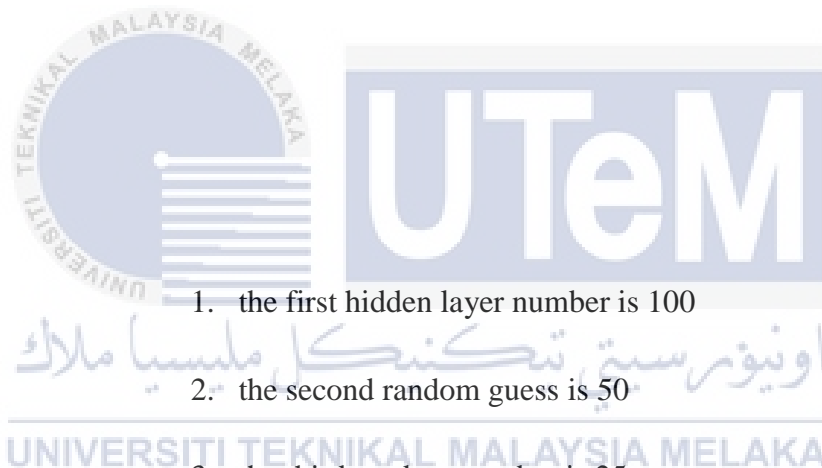 UNIVERSITI TEKNIKAL MALAYSIA MELAKA
UTeM
1. the first hidden layer number is 100
اونيۏرسيتي تيكنيكل مليسيا ملاك
2. the second random guess is 50
UNIVERSITI TEKNIKAL MALAYSIA MELAKA